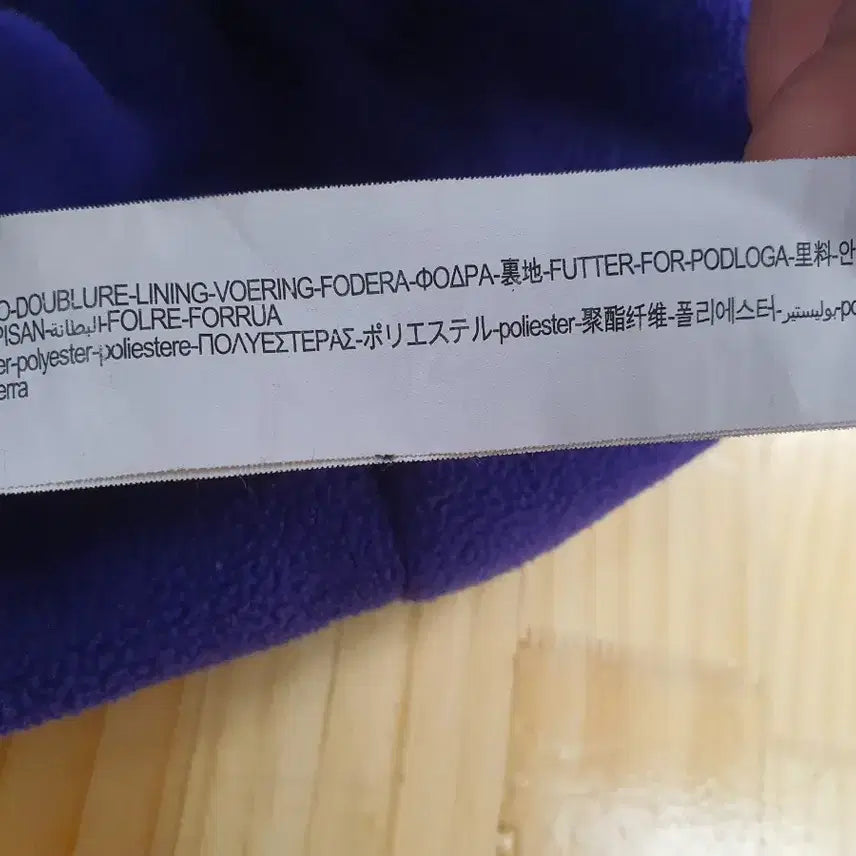 O-DOUBLURE-LINING-VOERING-FODERA-ΦΟΔΡΑ-裏地-FUTTER-FOR-PODLOGA-里料-안
PISAN-البطانة-FOLRE-FORRUA
er-polyester-poliestere-ΠΟΛΥΕΣΤΕΡΑΣ-ポリエステル-poliester-聚酯纤维-폴리에스터-بوليستير-po
erra